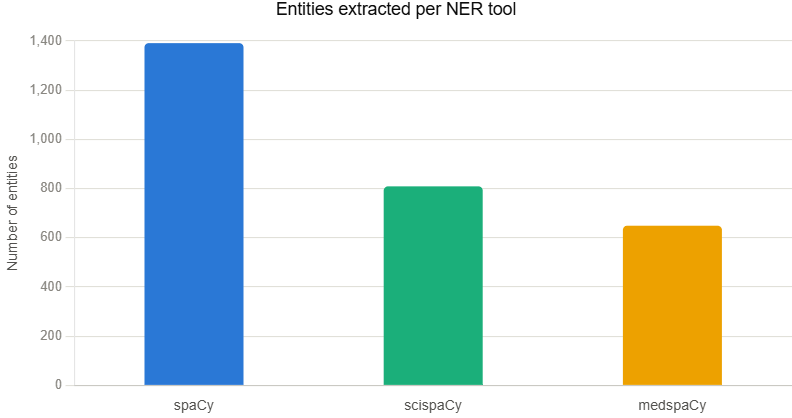 Entities extracted per NER tool
1,400
1,200
1,000
800
600
400
200
0
Number of entities
spaCy scispaCy medspaCy